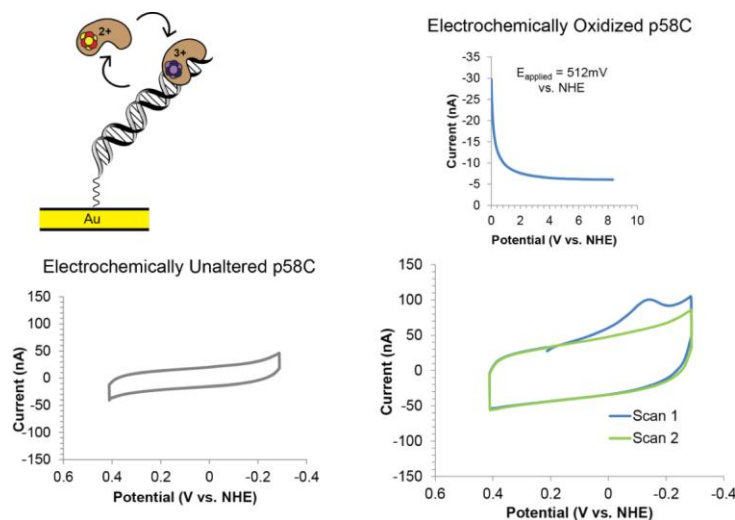 2+
3+
Au
Electrochemically Oxidized p58C
Current (nA)
-35
-30
-25
-20
-15
-10
-5
0
E_applied = 512mV
vs. NHE
0 2 4 6 8 10
Potential (V vs. NHE)
Electrochemically Unaltered p58C
Current (nA)
150
100
50
0
-50
-100
-150
0.6 0.4 0.2 0 -0.2 -0.4
Potential (V vs. NHE)
Current (nA)
150
100
50
0
-50
-100
-150
Scan 1
Scan 2
0.6 0.4 0.2 0 -0.2 -0.4
Potential (V vs. NHE)